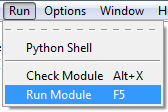 Run Options Window H
Python Shell
Check Module Alt+X
Run Module F5